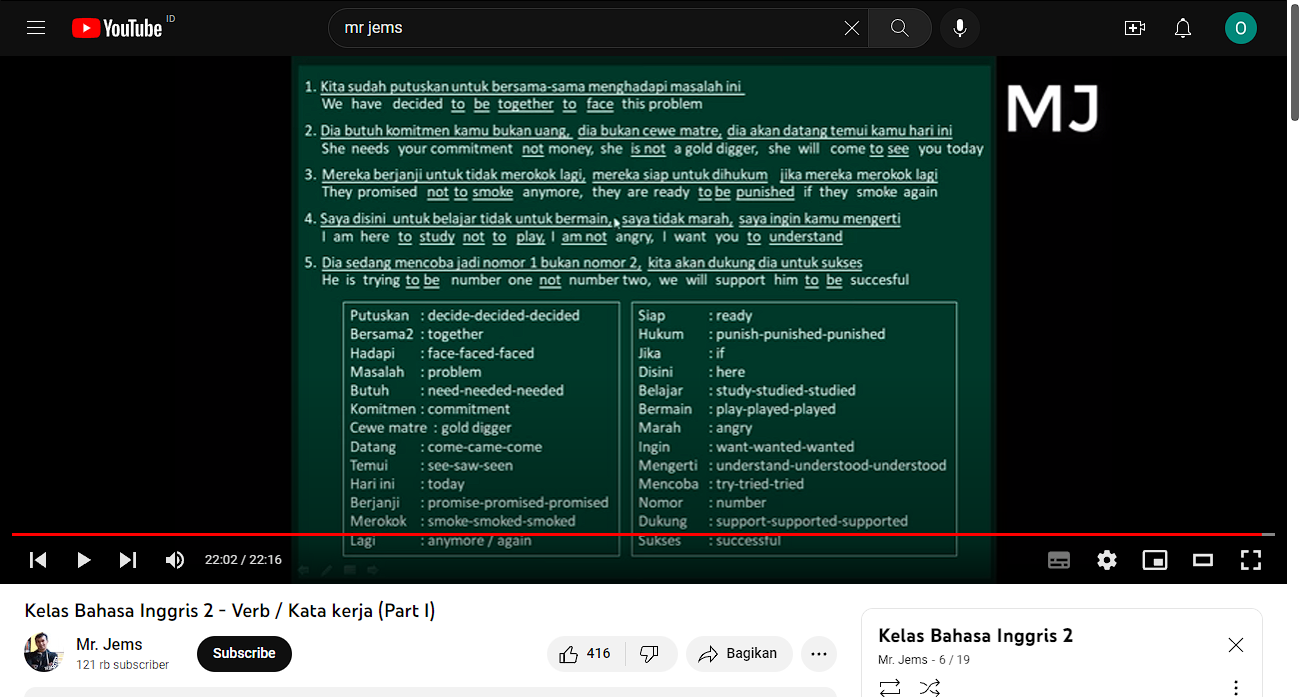 YouTube ID
mr jems
O
MJ
1. Kita sudah putuskan untuk bersama-sama menghadapi masalah ini
We have decided to be together to face this problem
2. Dia butuh komitmen kamu bukan uang, dia bukan cewe matre, dia akan datang temui kamu hari ini
She needs your commitment not money, she is not a gold digger, she will come to see you today
3. Mereka berjanji untuk tidak merokok lagi, mereka siap untuk dihukum jika mereka merokok lagi
They promised not to smoke anymore, they are ready to be punished if they smoke again
4. Saya disini untuk belajar tidak untuk bermain, saya tidak marah, saya ingin kamu mengerti
I am here to study not to play, I am not angry, I want you to understand
5. Dia sedang mencoba jadi nomor 1 bukan nomor 2, kita akan dukung dia untuk sukses
He is trying to be number one not number two, we will support him to be succesful
Putuskan : decide-decided-decided
Bersama2 : together
Hadapi : face-faced-faced
Masalah : problem
Butuh : need-needed-needed
Komitmen : commitment
Cewe matre : gold digger
Datang : come-came-come
Temui : see-saw-seen
Hari ini : today
Berjanji : promise-promised-promised
Merokok : smoke-smoked-smoked
Lagi : anymore / again
Siap : ready
Hukum : punish-punished-punished
Jika : if
Disini : here
Belajar : study-studied-studied
Bermain : play-played-played
Marah : angry
Ingin : want-wanted-wanted
Mengerti : understand-understood-understood
Mencoba : try-tried-tried
Nomor : number
Dukung : support-supported-supported
Sukses : successful
22:02 / 22:16
Kelas Bahasa Inggris 2 - Verb / Kata kerja (Part I)
Mr. Jems
121 rb subscriber
Subscribe
416
Bagikan
Kelas Bahasa Inggris 2
Mr. Jems - 6 / 19